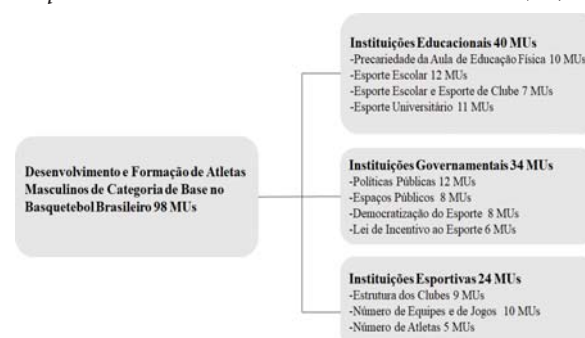 Desenvolvimento e Formação de Atletas
Masculinos de Categoria de Base no
Basquetebol Brasileiro 98 MUs
Instituições Educacionais 40 MUs
-Precariedade da Aula de Educação Física 10 MUs
-Esporte Escolar 12 MUs
-Esporte Escolar e Esporte de Clube 7 MUs
-Esporte Universitário 11 MUs
Instituições Governamentais 34 MUs
-Políticas Públicas 12 MUs
-Espaços Públicos 8 MUs
-Democratização do Esporte 8 MUs
-Lei de Incentivo ao Esporte 6 MUs
Instituições Esportivas 24 MUs
-Estrutura dos Clubes 9 MUs
-Número de Equipes e de Jogos 10 MUs
-Número de Atletas 5 MUs